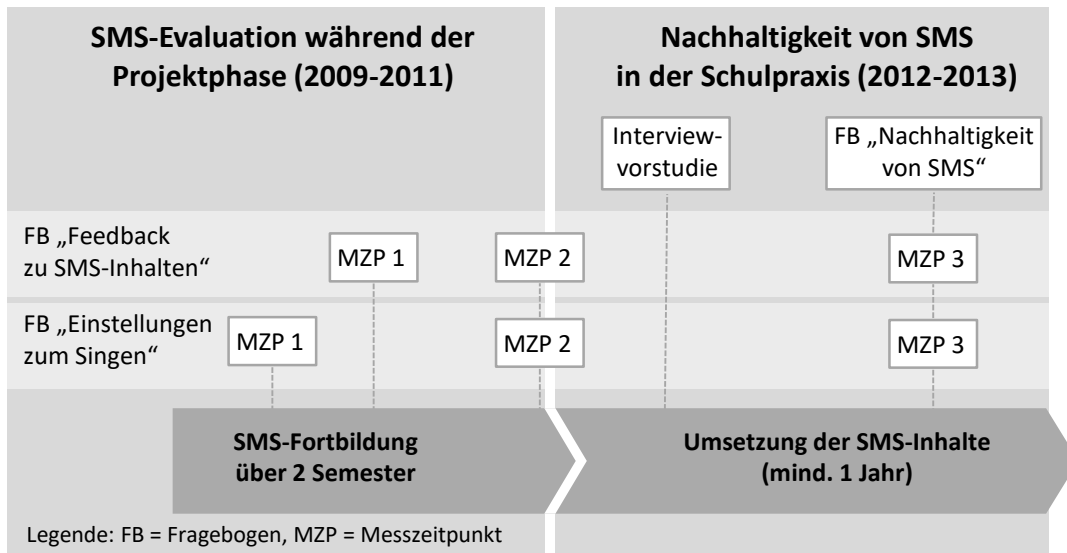 SMS-Evaluation während der
Projektphase (2009-2011)
Nachhaltigkeit von SMS
in der Schulpraxis (2012-2013)
Interview-
vorstudie
FB „Nachhaltigkeit
von SMS“
FB „Feedback
zu SMS-Inhalten“
MZP 1
MZP 2
MZP 3
FB „Einstellungen
zum Singen“
MZP 1
MZP 2
MZP 3
SMS-Fortbildung
über 2 Semester
Umsetzung der SMS-Inhalte
(mind. 1 Jahr)
Legende: FB = Fragebogen, MZP = Messzeitpunkt